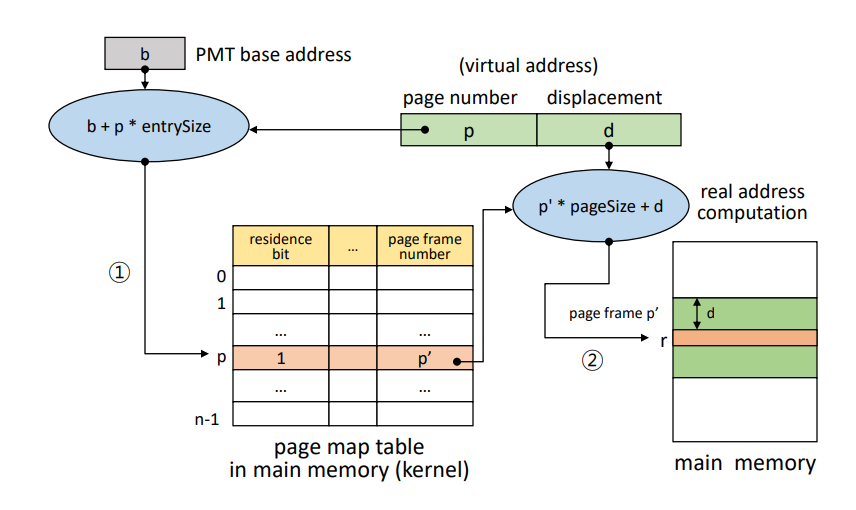 b
PMT base address
(virtual address)
page number
displacement
b + p * entrySize
p
d
p' * pageSize + d
real address
computation
residence
bit
...
page frame
number
①
0
1
...
...
page frame p’
d
p
1
p’
r
②
...
...
n-1
page map table
in main memory (kernel)
main memory